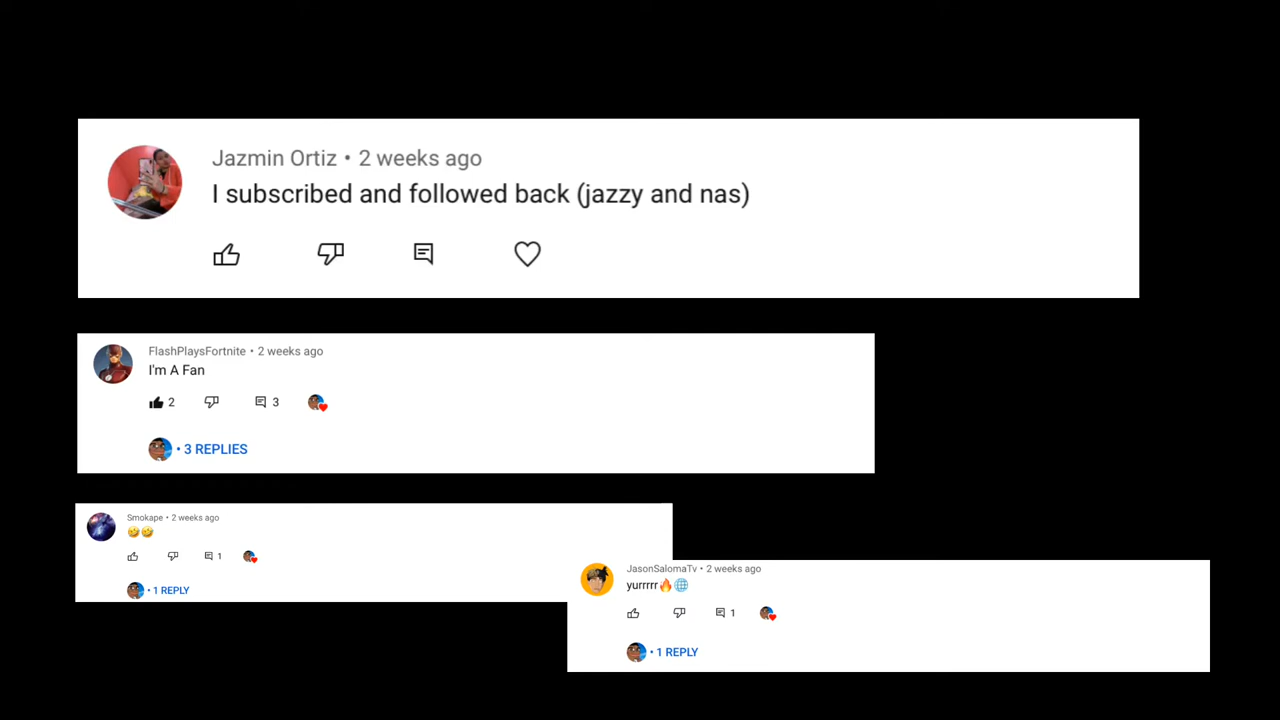 Jazmin Ortiz • 2 weeks ago
I subscribed and followed back (jazzy and nas)
FlashPlaysFortnite • 2 weeks ago
I'm A Fan
2 3
• 3 REPLIES
Smokape • 2 weeks ago
🤣🤣
1
• 1 REPLY
JasonSalomaTv • 2 weeks ago
yurrrrr🔥🌐
1
• 1 REPLY